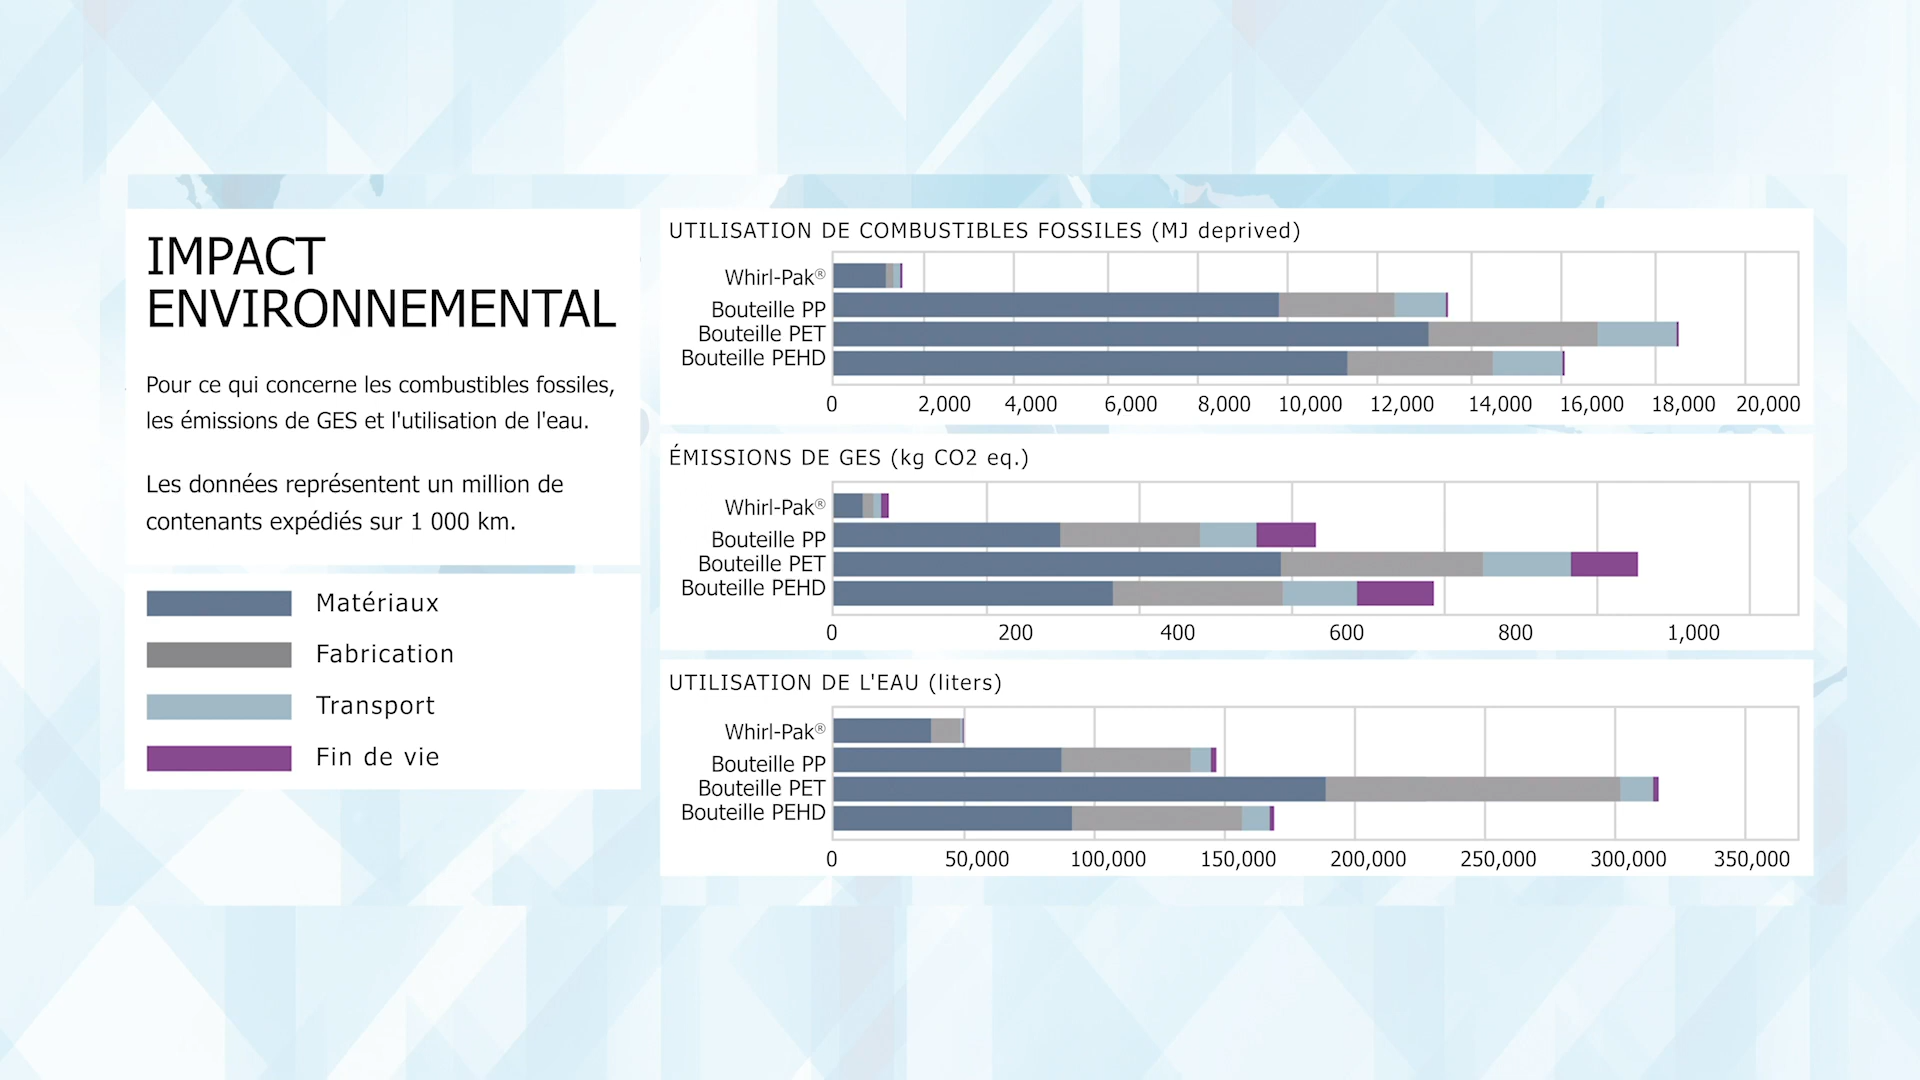 IMPACT
ENVIRONNEMENTAL
Pour ce qui concerne les combustibles fossiles,
les émissions de GES et l'utilisation de l'eau.
Les données représentent un million de
contenants expédiés sur 1 000 km.
Matériaux
Fabrication
Transport
Fin de vie
UTILISATION DE COMBUSTIBLES FOSSILES (MJ deprived)
Whirl-Pak®
Bouteille PP
Bouteille PET
Bouteille PEHD
0 2,000 4,000 6,000 8,000 10,000 12,000 14,000 16,000 18,000 20,000
ÉMISSIONS DE GES (kg CO2 eq.)
Whirl-Pak®
Bouteille PP
Bouteille PET
Bouteille PEHD
0 200 400 600 800 1,000
UTILISATION DE L'EAU (liters)
Whirl-Pak®
Bouteille PP
Bouteille PET
Bouteille PEHD
0 50,000 100,000 150,000 200,000 250,000 300,000 350,000